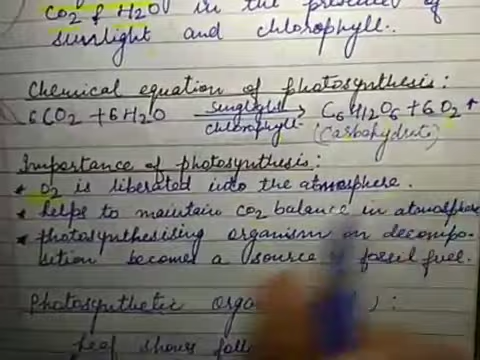 CO2 & H2O in the presence of
sunlight and chlorophyll.
Chemical equation of photosynthesis:
6CO2 + 6H2O sunlight chlorophyll → C6H12O6 + 6O2↑
(Carbohydrate)
Importance of photosynthesis:
* O2 is liberated into the atmosphere.
* helps to maintain CO2 balance in atmosphere
* photosynthesising organism on decompo-
sition becomes a source fossil fuel.
Photosynthetic ):
leaf shows